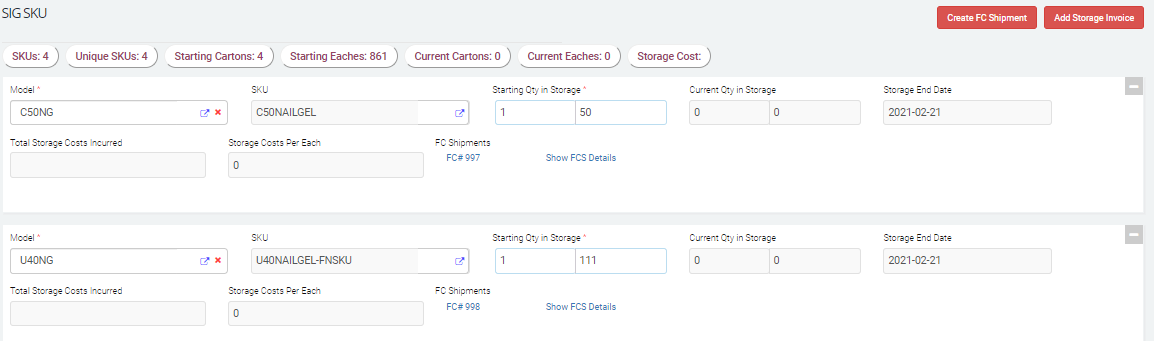 SIG SKU
Create FC Shipment Add Storage Invoice
SKUs: 4 Unique SKUs: 4 Starting Cartons: 4 Starting Eaches: 861 Current Cartons: 0 Current Eaches: 0 Storage Cost:
Model * SKU Starting Qty in Storage * Current Qty in Storage Storage End Date
C50NG C50NAILGEL 1 50 0 0 2021-02-21
Total Storage Costs Incurred Storage Costs Per Each FC Shipments
0 FC# 997 Show FCS Details
Model * SKU Starting Qty in Storage * Current Qty in Storage Storage End Date
U40NG U40NAILGEL-FNSKU 1 111 0 0 2021-02-21
Total Storage Costs Incurred Storage Costs Per Each FC Shipments
0 FC# 998 Show FCS Details